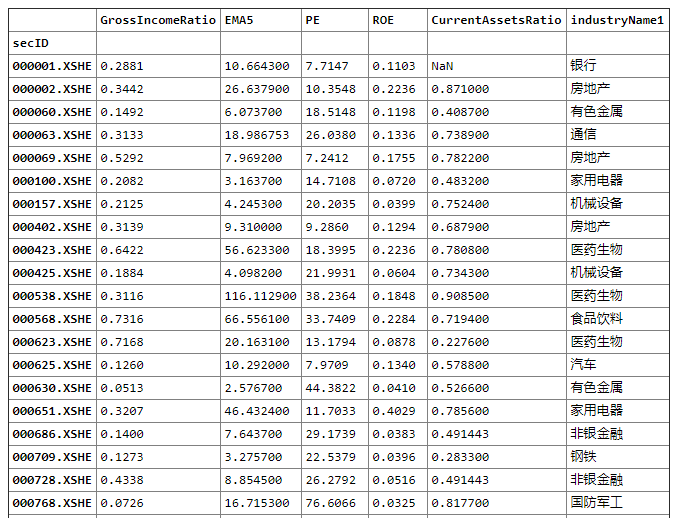 GrossIncomeRatio EMA5 PE ROE CurrentAssetsRatio industryName1
secID
000001.XSHE 0.2881 10.664300 7.7147 0.1103 NaN 银行
000002.XSHE 0.3442 26.637900 10.3548 0.2236 0.871000 房地产
000060.XSHE 0.1492 6.073700 18.5148 0.1198 0.408700 有色金属
000063.XSHE 0.3133 18.986753 26.0380 0.1336 0.738900 通信
000069.XSHE 0.5292 7.969200 7.2412 0.1755 0.782200 房地产
000100.XSHE 0.2082 3.163700 14.7108 0.0720 0.483200 家用电器
000157.XSHE 0.2125 4.245300 20.2035 0.0399 0.752400 机械设备
000402.XSHE 0.3139 9.310000 9.2860 0.1294 0.687900 房地产
000423.XSHE 0.6422 56.623300 18.3995 0.2236 0.780800 医药生物
000425.XSHE 0.1884 4.098200 21.9931 0.0604 0.734300 机械设备
000538.XSHE 0.3116 116.112900 38.2364 0.1848 0.908500 医药生物
000568.XSHE 0.7316 66.556100 33.7409 0.2284 0.719400 食品饮料
000623.XSHE 0.7168 20.163100 13.1794 0.0878 0.227600 医药生物
000625.XSHE 0.1260 10.292000 7.9709 0.1340 0.578800 汽车
000630.XSHE 0.0513 2.576700 44.3822 0.0410 0.526600 有色金属
000651.XSHE 0.3207 46.432400 11.7033 0.4029 0.785600 家用电器
000686.XSHE 0.1400 7.643700 29.1739 0.0383 0.491443 非银金融
000709.XSHE 0.1273 3.275700 22.5379 0.0396 0.283300 钢铁
000728.XSHE 0.4338 8.854500 26.2792 0.0516 0.491443 非银金融
000768.XSHE 0.0726 16.715300 76.6066 0.0325 0.817700 国防军工